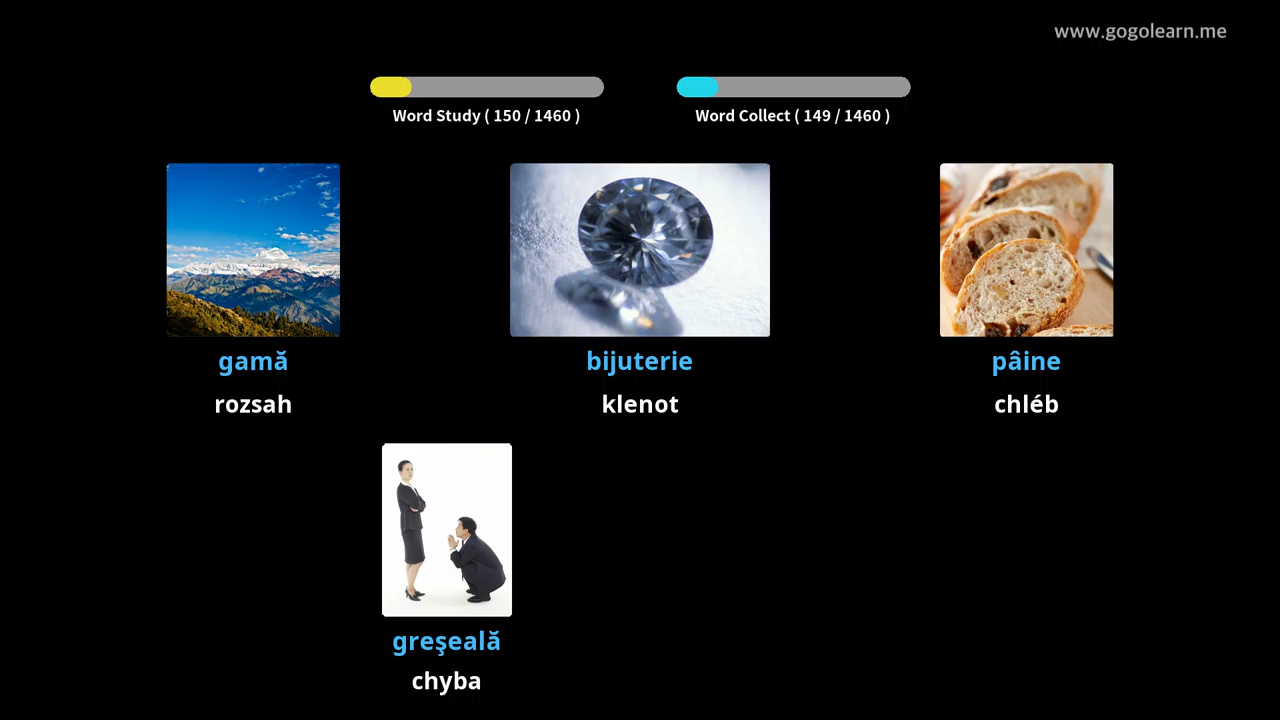 www.gogolearn.me
Word Study ( 150 / 1460 )
Word Collect ( 149 / 1460 )
gamă
rozsah
bijuterie
klenot
pâine
chléb
greşeală
chyba